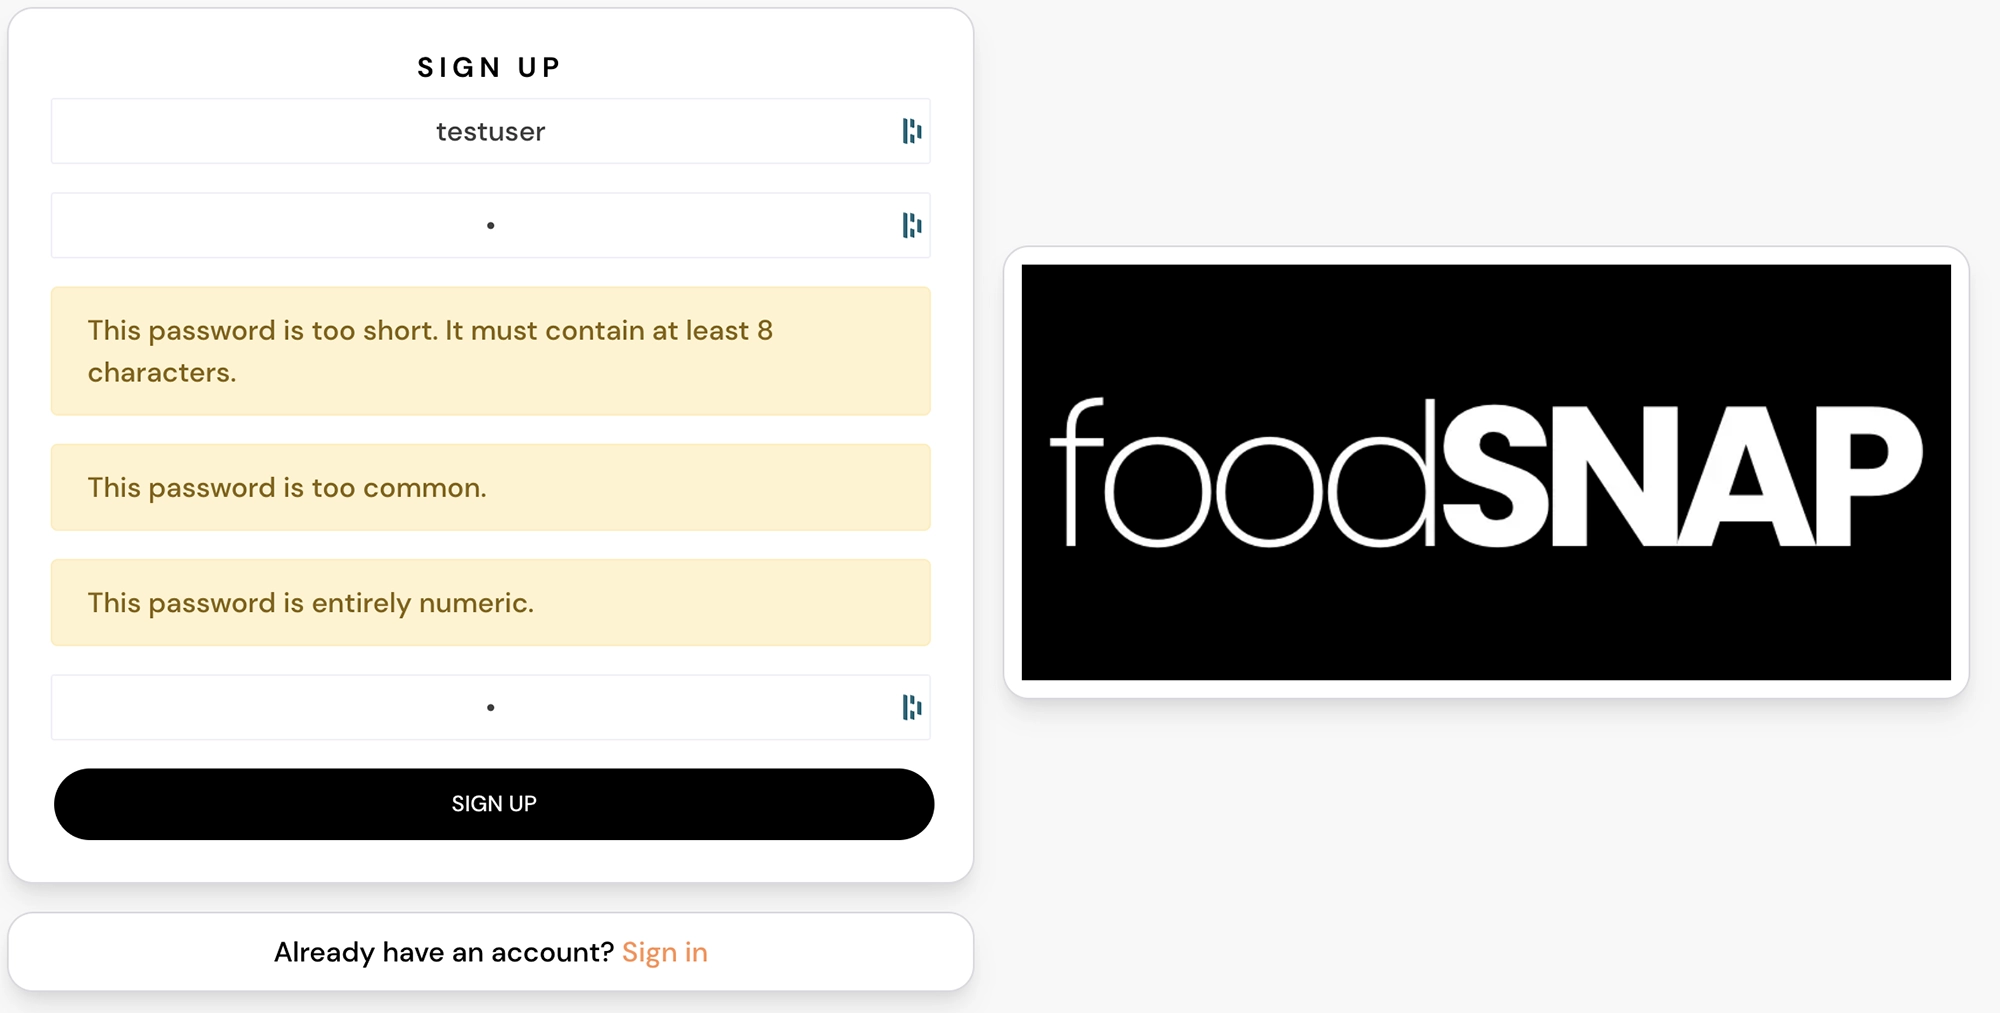 SIGN UP
testuser
•
This password is too short. It must contain at least 8
characters.
This password is too common.
This password is entirely numeric.
•
SIGN UP
Already have an account? Sign in
foodSNAP